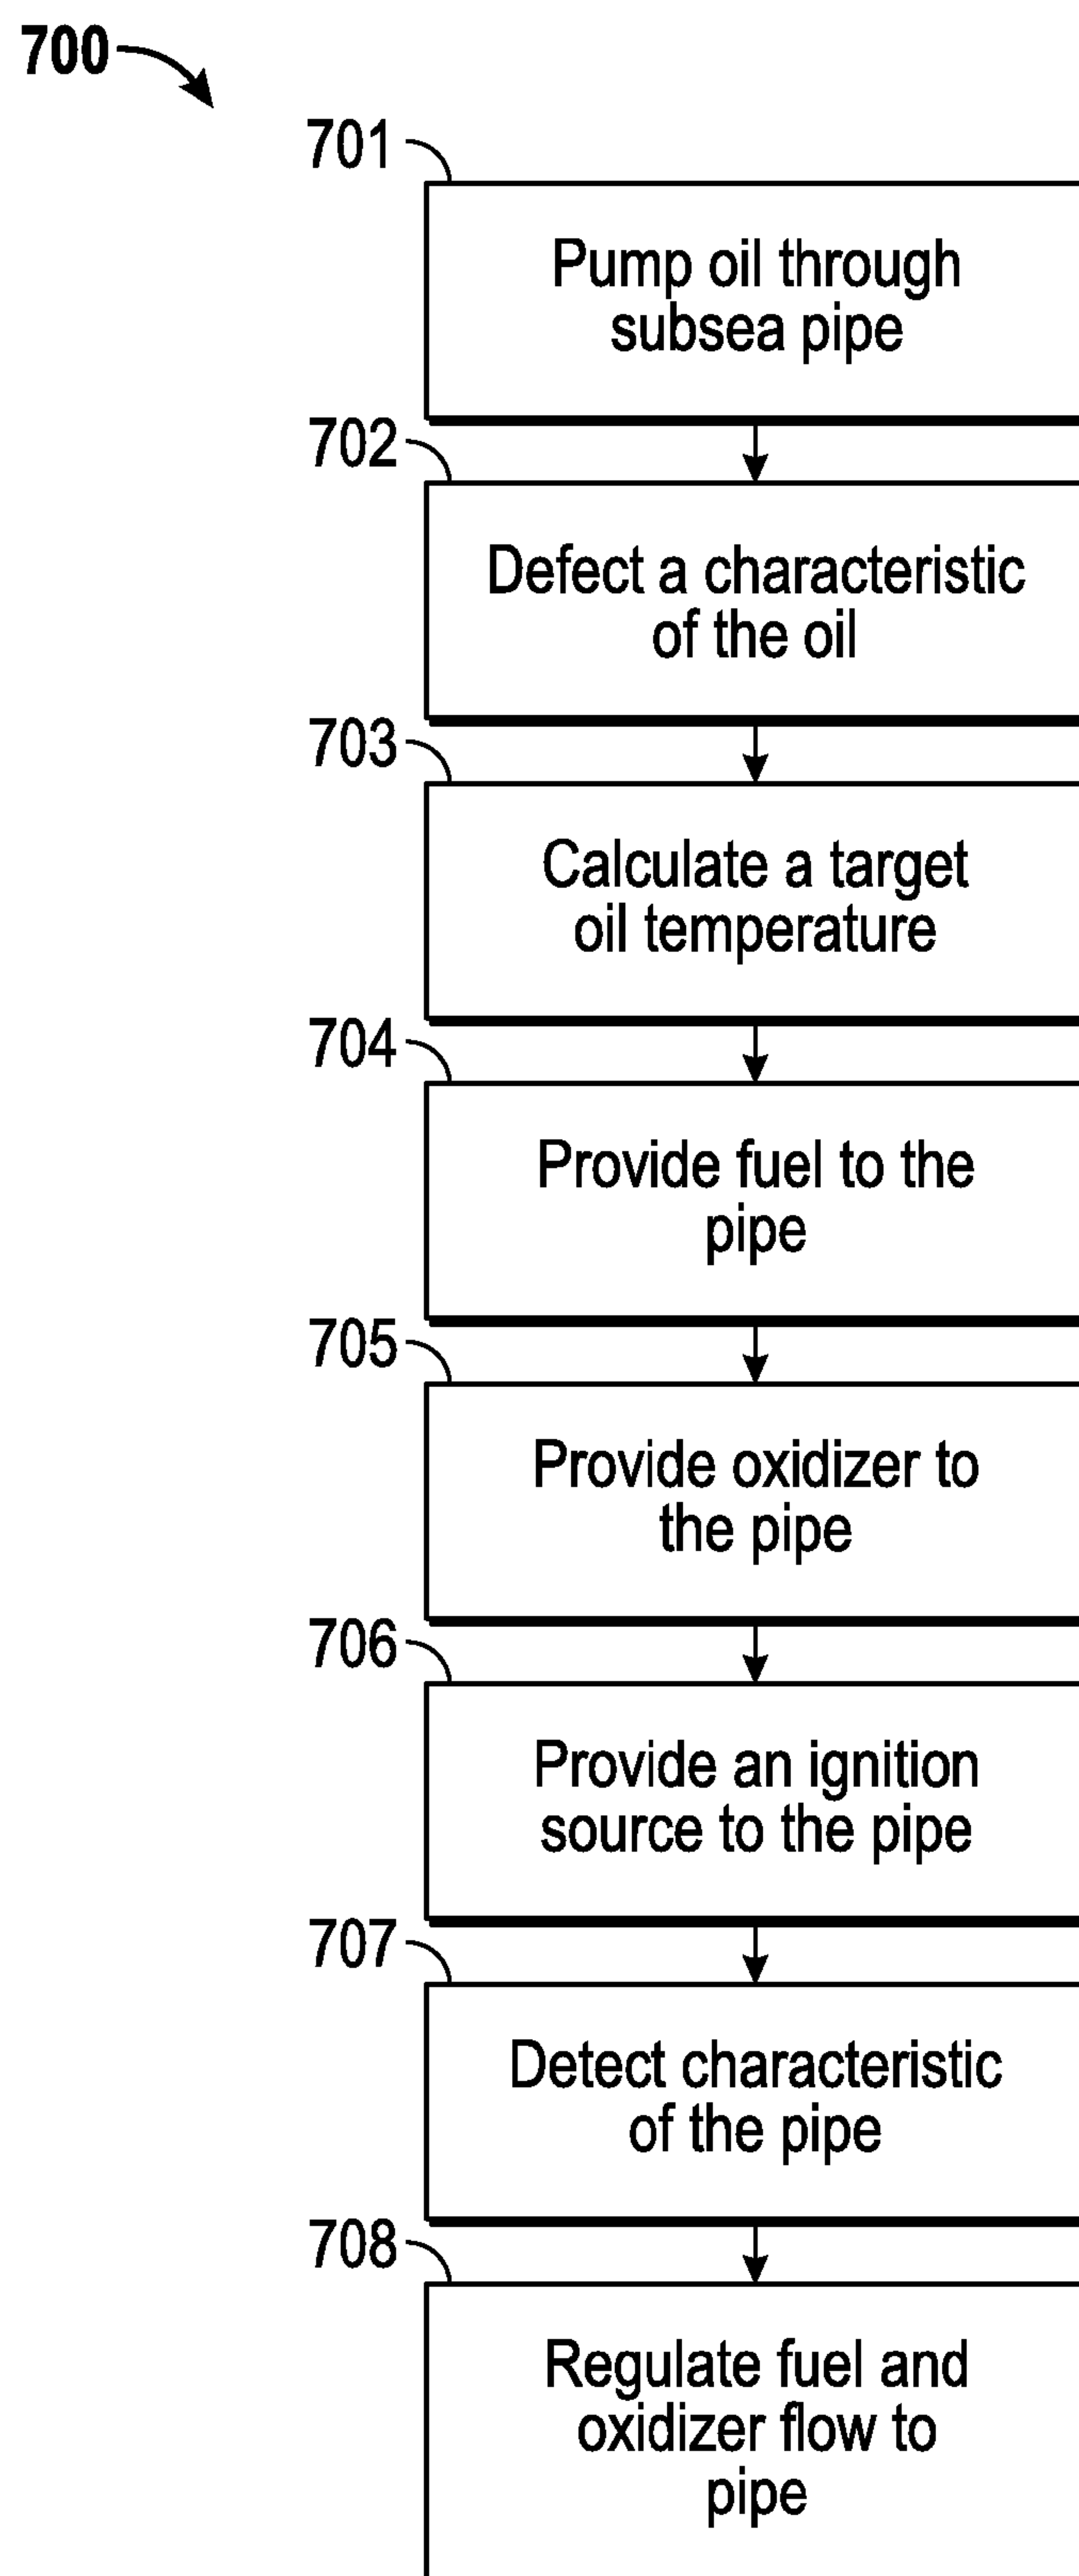 700
701
Pump oil through
subsea pipe
702
Defect a characteristic
of the oil
703
Calculate a target
oil temperature
704
Provide fuel to the
pipe
705
Provide oxidizer to
the pipe
706
Provide an ignition
source to the pipe
707
Detect characteristic
of the pipe
708
Regulate fuel and
oxidizer flow to
pipe